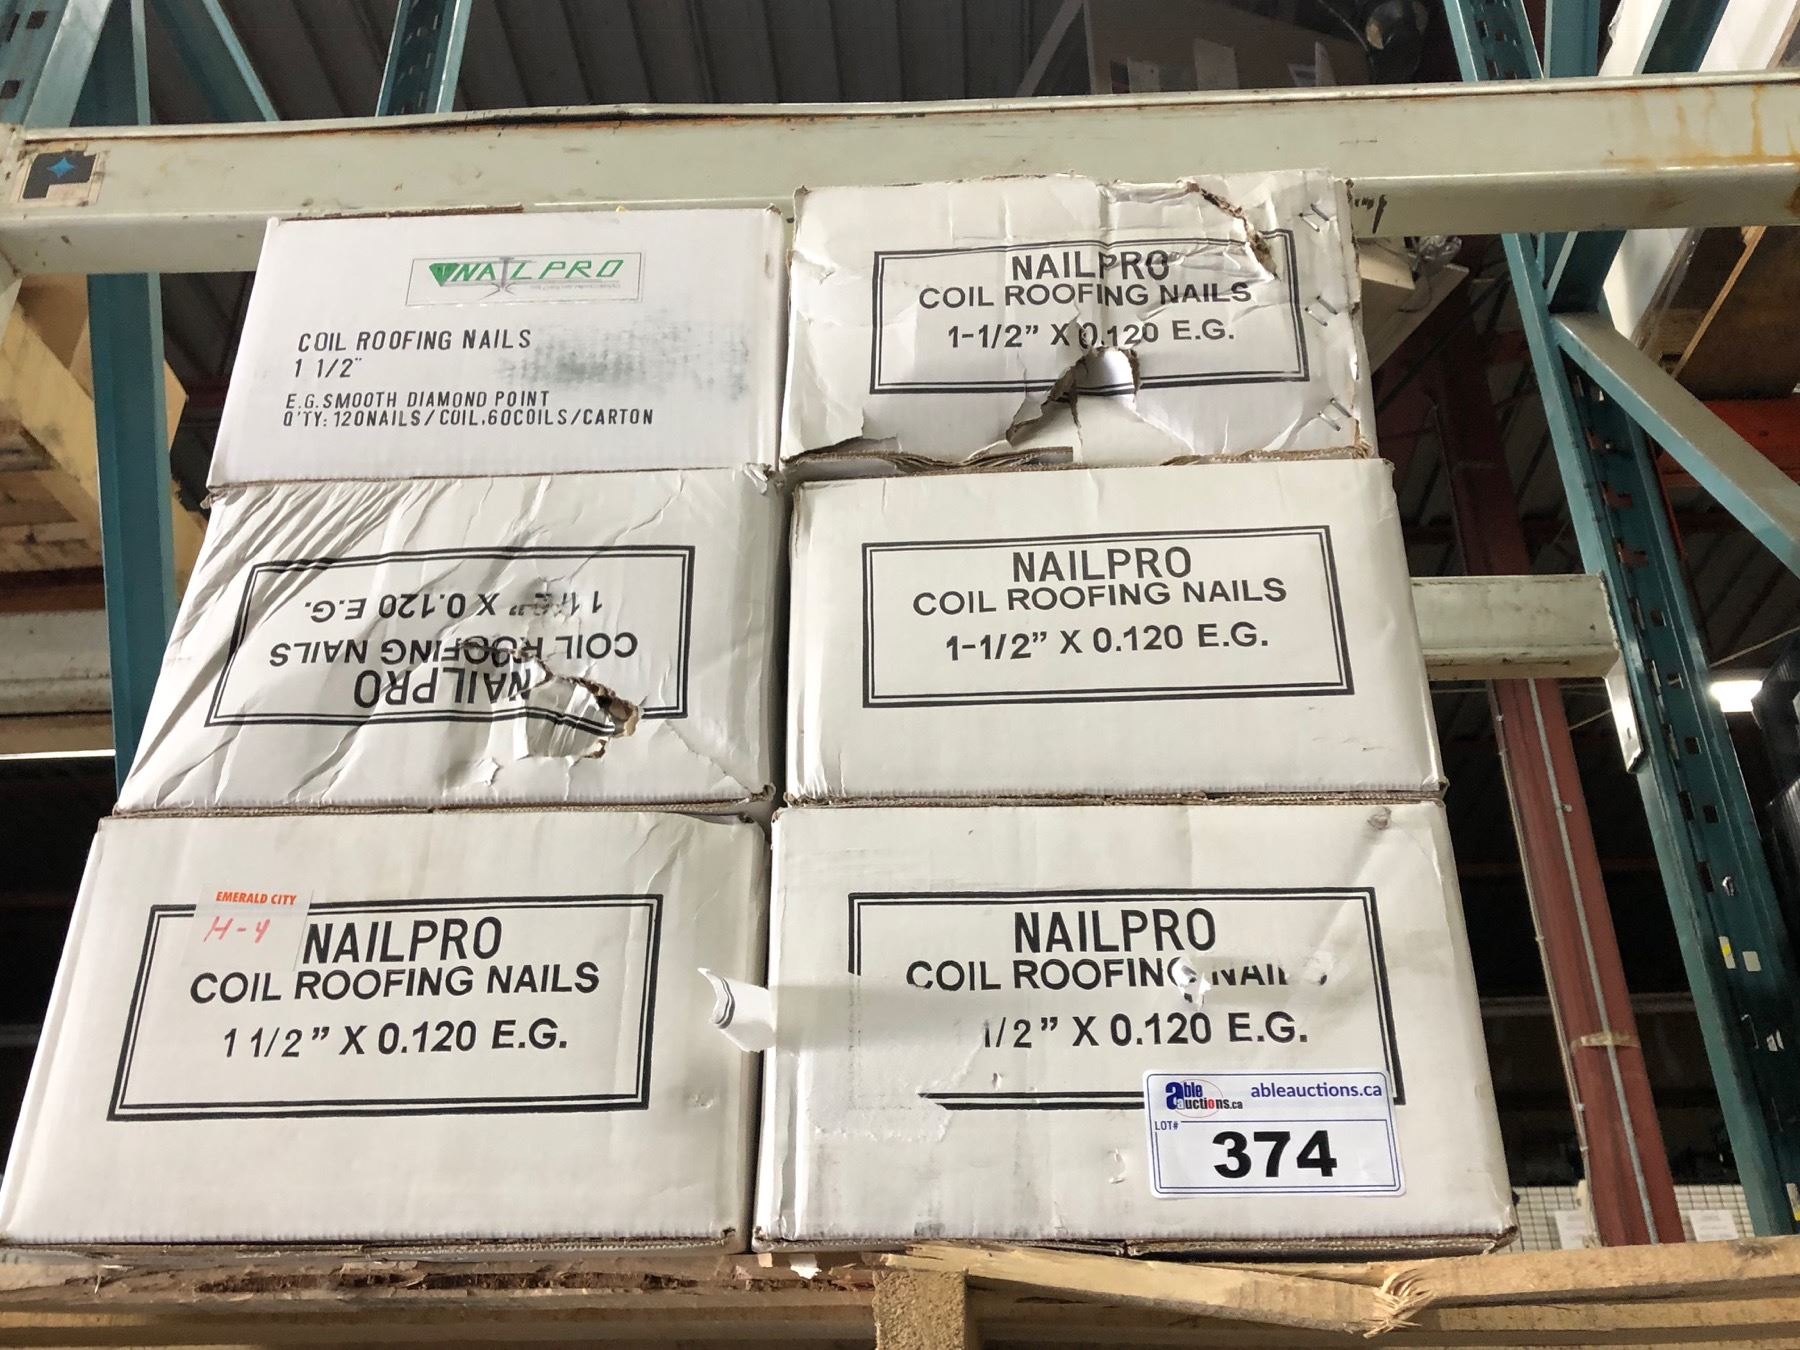 NAILPRO
COIL ROOFING NAILS
1 1/2"
E.G. SMOOTH DIAMOND POINT
Q'TY: 120NAILS/COIL, 60COILS/CARTON
NAILPRO
COIL ROOFING NAILS
1-1/2” X 0.120 E.G.
NAILPRO
COIL ROOFING NAILS
1 1/2” X 0.120 E.G.
NAILPRO
COIL ROOFING NAILS
1-1/2” X 0.120 E.G.
EMERALD CITY
H-4
NAILPRO
COIL ROOFING NAILS
1 1/2” X 0.120 E.G.
NAILPRO
COIL ROOFING NAIL
1/2” X 0.120 E.G.
able auctions.ca
ableauctions.ca
LOT#
374